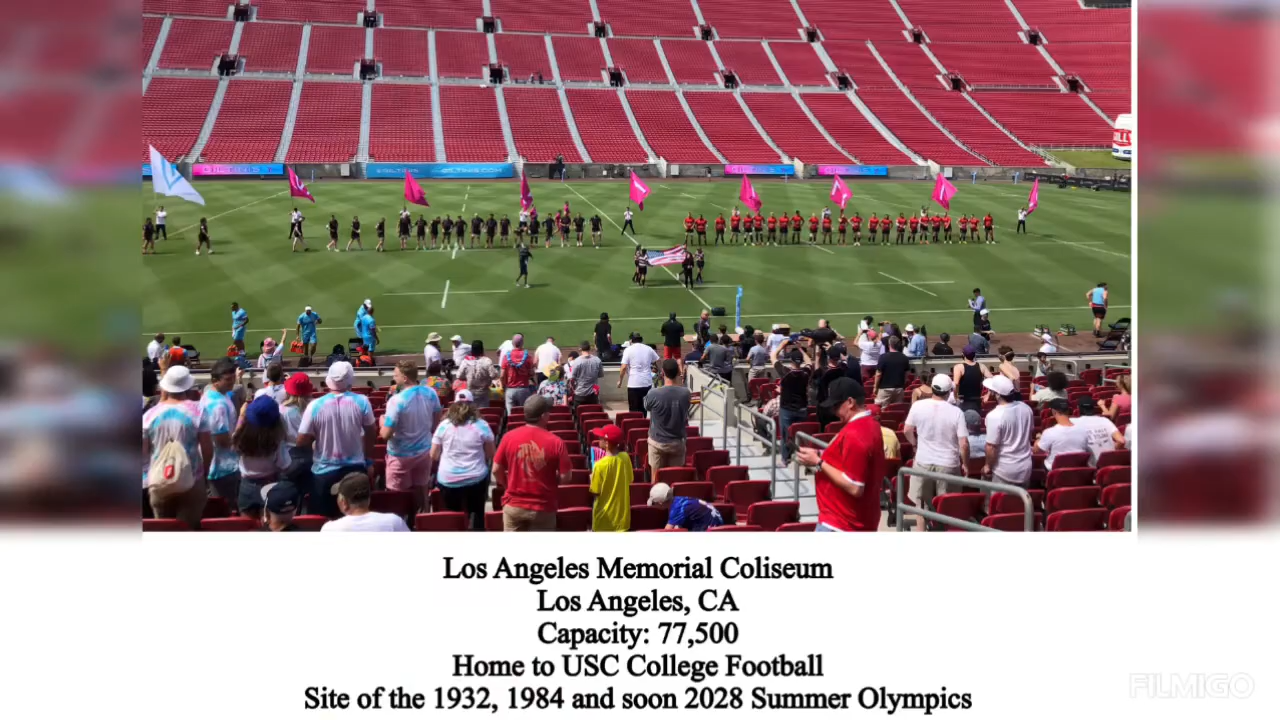 Los Angeles Memorial Coliseum
Los Angeles, CA
Capacity: 77,500
Home to USC College Football
Site of the 1932, 1984 and soon 2028 Summer Olympics
FILMIGO